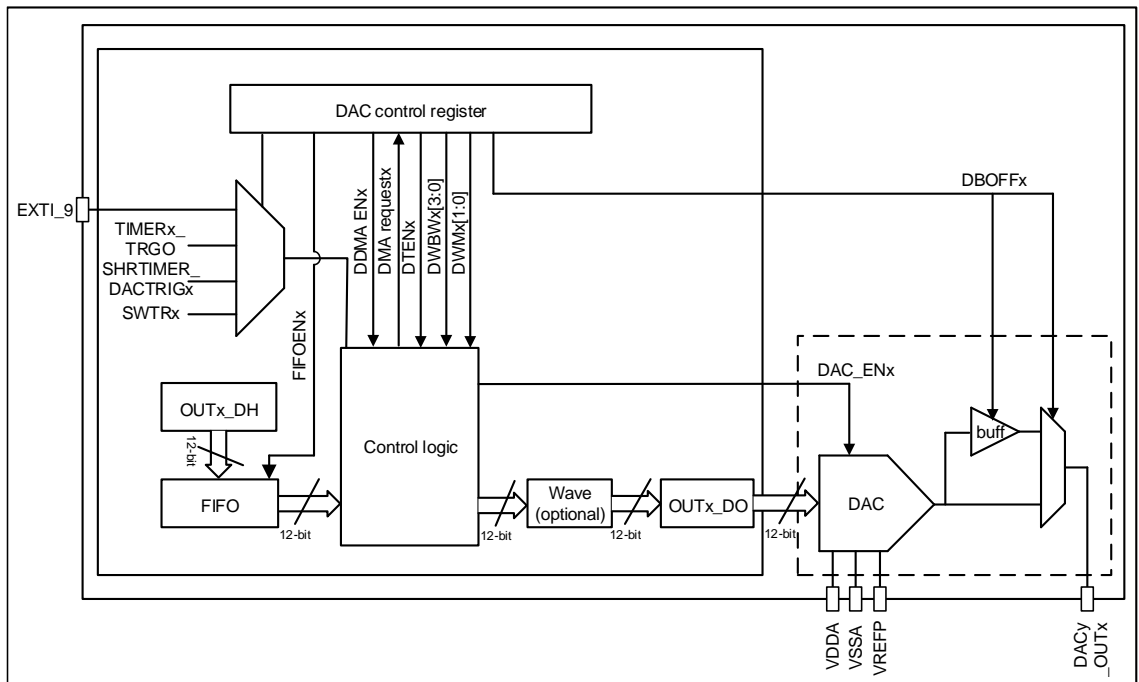 DAC control register
DDMA ENx
DMA requestx
DTENx
DWBWx[3:0]
DWMx[1:0]
DBOFFx
EXTI_9
TIMERx_
TRGO
SHRTIMER_
DACTRIGx
SWTRx
FIFOENx
DAC_ENx
OUTx_DH
12-bit
buff
Control logic
FIFO
12-bit
12-bit
Wave
(optional)
12-bit
OUTx_DO
12-bit
DAC
VDDA
VSSA
VREFP
DACy
_OUTx